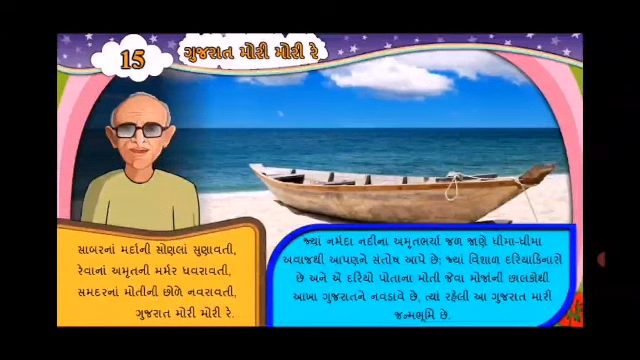 15
ગુજરાત મોરી મોરી રે
સાબરનાં મર્દાની સોણલાં સુણાવતી,
રેવાનાં અમૃતની મર્મર ધવરાવતી,
સમદરનાં મોતીની છોળે નવરાવતી,
ગુજરાત મોરી મોરી રે.
જ્યાં નર્મદા નદીના અમૃતભર્યા જળ જાણે ધીમા-ધીમા
અવાજથી આપણને સંતોષ આપે છે; જ્યાં વિશાળ દરિયાકિનારો
છે અને એ દરિયો પોતાના મોતી જેવા મોજાંની છાલકોથી
આખા ગુજરાતને નવડાવે છે, ત્યાં રહેલી આ ગુજરાત મારી
જન્મભૂમિ છે.